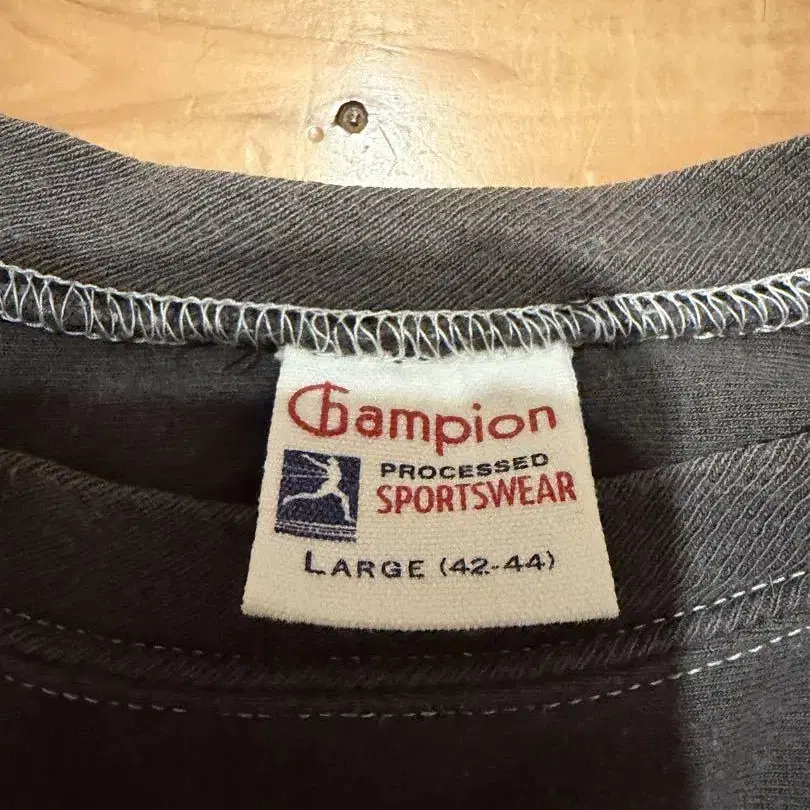 Champion
PROCESSED
SPORTSWEAR
LARGE (42-44)